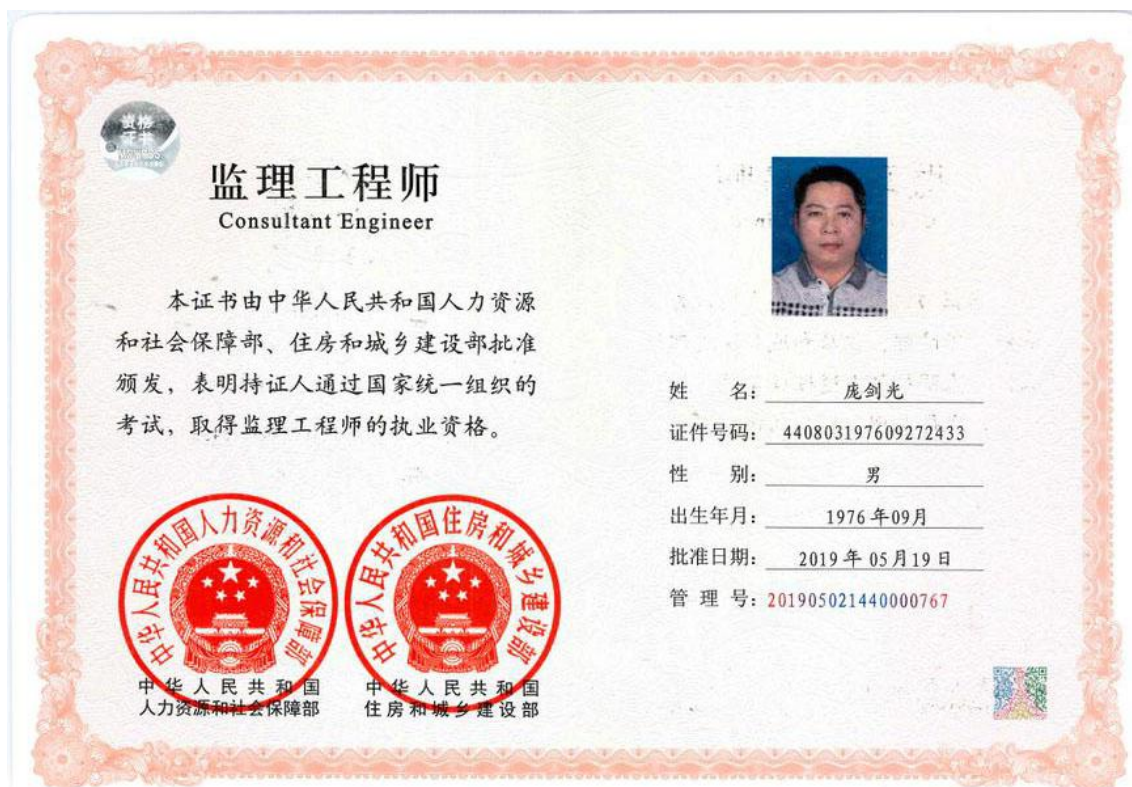 资格
证书
监理工程师
Consultant Engineer
本证书由中华人民共和国人力资源
和社会保障部、住房和城乡建设部批准
颁发，表明持证人通过国家统一组织的
考试，取得监理工程师的执业资格。
中华人民共和国人力资源和社会保障部
中华人民共和国住房和城乡建设部
中华人民共和国
人力资源和社会保障部
中华人民共和国
住房和城乡建设部
姓 名：庞剑光
证件号码：440803197609272433
性 别：男
出生年月：1976年09月
批准日期：2019年05月19日
管 理 号：201905021440000767